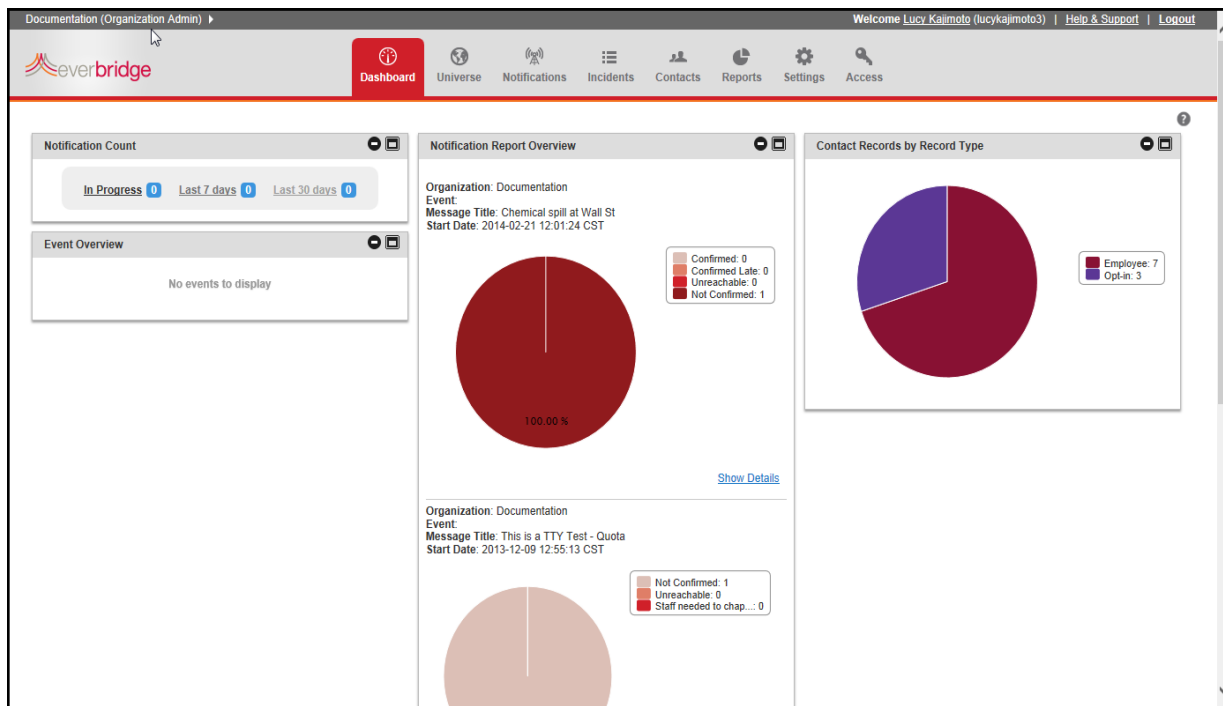 Documentation (Organization Admin)
Welcome Lucy Kajimoto (lucykajimoto3) | Help & Support | Logout
everbridge
Dashboard
Universe
Notifications
Incidents
Contacts
Reports
Settings
Access
?
Notification Count
In Progress 0
Last 7 days 0
Last 30 days 0
Event Overview
No events to display
Notification Report Overview
Organization: Documentation
Event:
Message Title: Chemical spill at Wall St
Start Date: 2014-02-21 12:01:24 CST
Confirmed: 0
Confirmed Late: 0
Unreachable: 0
Not Confirmed: 1
100.00 %
Show Details
Organization: Documentation
Event:
Message Title: This is a TTY Test - Quota
Start Date: 2013-12-09 12:55:13 CST
Not Confirmed: 1
Unreachable: 0
Staff needed to chap...: 0
Contact Records by Record Type
Employee: 7
Opt-in: 3